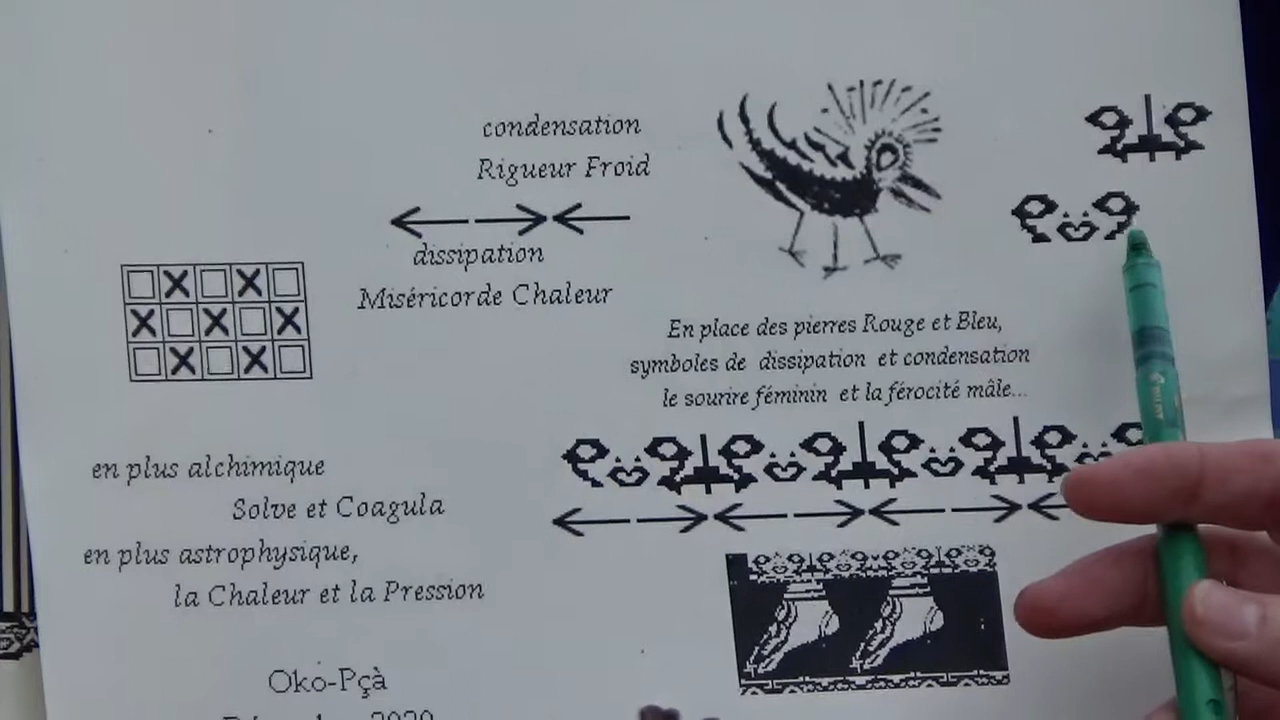 condensation
Rigueur Froid
dissipation
Miséricorde Chaleur
En place des pierres Rouge et Bleu,
symboles de dissipation et condensation
le sourire féminin et la férocité mâle...
en plus alchimique
Solve et Coagula
en plus astrophysique,
la Chaleur et la Pression
Oko-Pçà